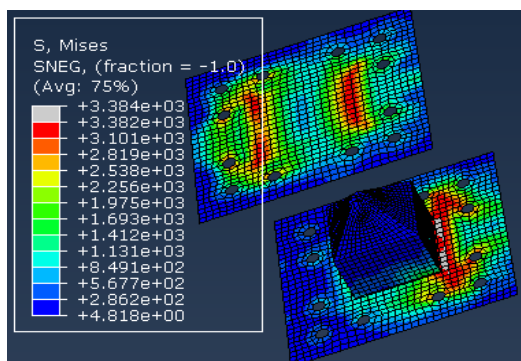 S, Mises
SNEG, (fraction = -1.0)
(Avg: 75%)
+3.384e+03
+3.382e+03
+3.101e+03
+2.819e+03
+2.538e+03
+2.256e+03
+1.975e+03
+1.693e+03
+1.412e+03
+1.131e+03
+8.491e+02
+5.677e+02
+2.862e+02
+4.818e+00